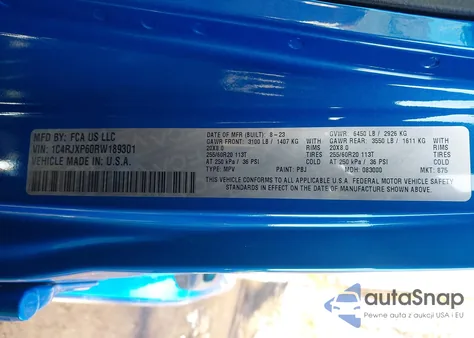 MFD BY: FCA US LLC
VIN: 1C4RJXP60RW189301
VEHICLE MADE IN: U.S.A.
DATE OF MFR (BUILT): 8-23 GVWR: 6450 LB / 2926 KG
GAWR FRONT: 3100 LB / 1407 KG RIMS GAWR REAR: 3550 LB / 1611 KG RIMS
20X8.0 20X8.0
255/60R20 113T TIRES 255/60R20 113T TIRES
AT 250 kPa / 36 PSI COLD AT 250 kPa / 36 PSI COLD
TYPE: MPV PAINT: PBJ MDH: 083000 MKT: B75
THIS VEHICLE CONFORMS TO ALL APPLICABLE U.S.A. FEDERAL MOTOR VEHICLE SAFETY
STANDARDS IN EFFECT ON THE DATE OF MANUFACTURE SHOWN ABOVE
autoSnap
Pewne auta z aukcji USA i EU